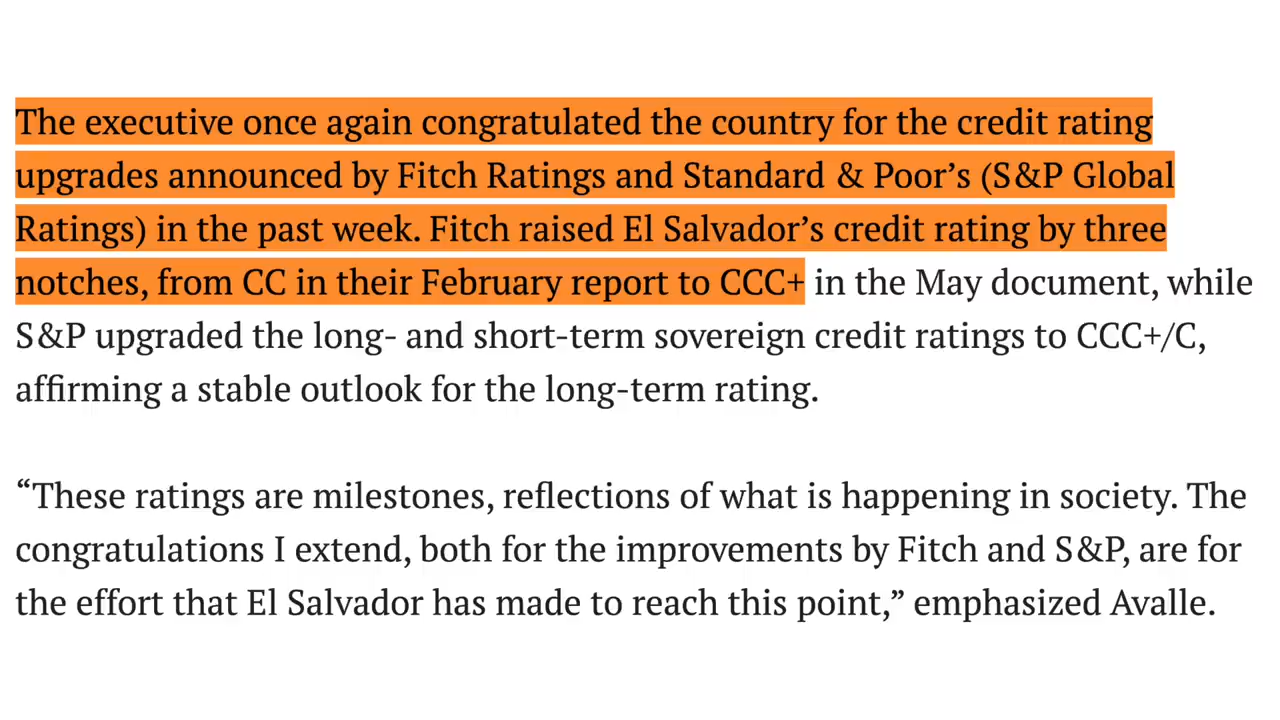 The executive once again congratulated the country for the credit rating
upgrades announced by Fitch Ratings and Standard & Poor’s (S&P Global
Ratings) in the past week. Fitch raised El Salvador’s credit rating by three
notches, from CC in their February report to CCC+ in the May document, while
S&P upgraded the long- and short-term sovereign credit ratings to CCC+/C,
affirming a stable outlook for the long-term rating.
“These ratings are milestones, reflections of what is happening in society. The
congratulations I extend, both for the improvements by Fitch and S&P, are for
the effort that El Salvador has made to reach this point,” emphasized Avalle.